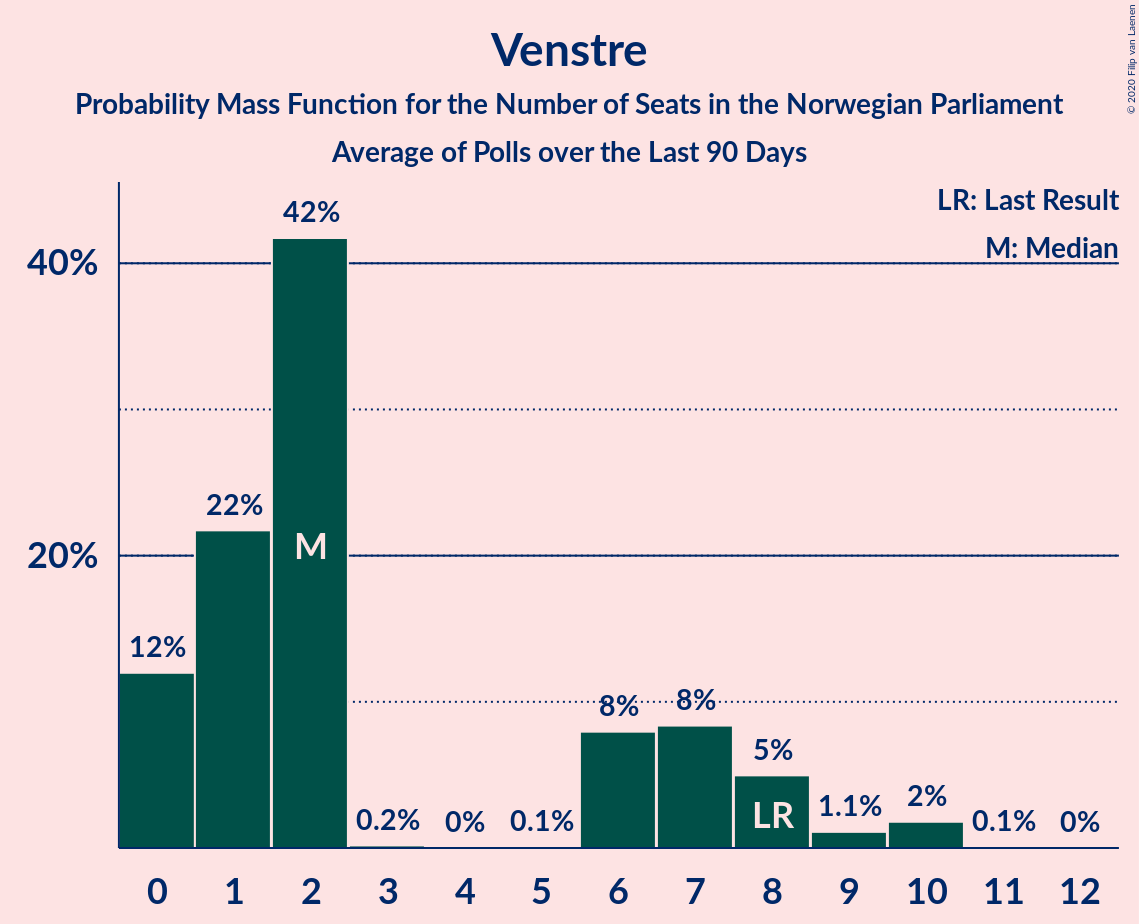 Venstre
Probability Mass Function for the Number of Seats in the Norwegian Parliament
Average of Polls over the Last 90 Days
© 2020 Filip van Laenen
LR: Last Result
M: Median
40%
20%
12%
22%
42%
0.2%
0%
0.1%
8%
8%
5%
1.1%
2%
0.1%
0%
M
LR
0 1 2 3 4 5 6 7 8 9 10 11 12